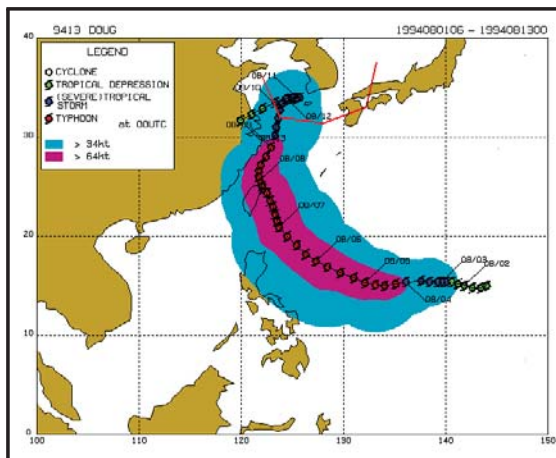 9413 DOUG
1994080106 - 1994081300
LEGEND
CYCLONE
TROPICAL DEPRESSION
(SEVERE)TROPICAL
STORM
TYPHOON at 00UTC
> 34kt
> 64kt
40
30
20
10
0
100
110
120
130
140
150
08/11
08/10
08/12
08/08
08/07
08/06
08/05
08/04
08/03
08/02